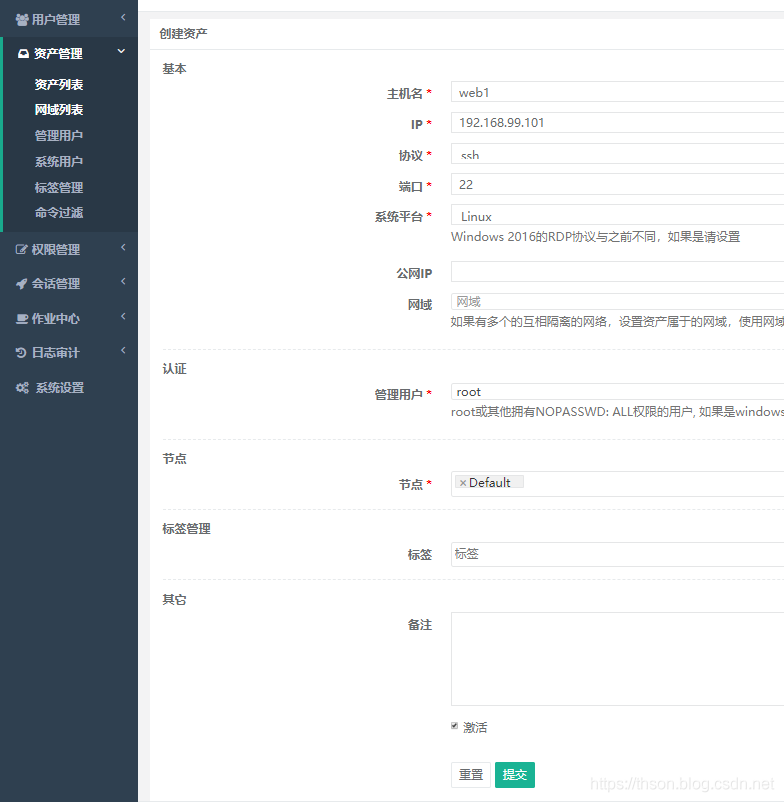 用户管理
资产管理
资产列表
网域列表
管理用户
系统用户
标签管理
命令过滤
权限管理
会话管理
作业中心
日志审计
系统设置
创建资产
基本
主机名 * web1
IP * 192.168.99.101
协议 * ssh
端口 * 22
系统平台 * Linux
Windows 2016的RDP协议与之前不同，如果是请设置
公网IP
网域 网域
如果有多个的互相隔离的网络，设置资产属于的网域，使用网域
认证
管理用户 * root
root或其他拥有NOPASSWD: ALL权限的用户, 如果是windows
节点
节点 * ×Default
标签管理
标签 标签
其它
备注
激活
重置 提交
https://thson.blog.csdn.net